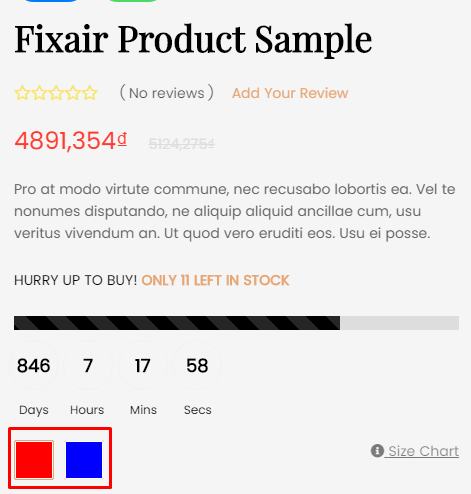 Fixair Product Sample
( No reviews ) Add Your Review
4891,354₫ 5124,275₫
Pro at modo virtute commune, nec recusabo lobortis ea. Vel te
nonumes disputando, ne aliquip aliquid ancillae cum, usu
veritus vivendum an. Ut quod vero eruditi eos. Usu ei posse.
HURRY UP TO BUY! ONLY 11 LEFT IN STOCK
846 7 17 58
Days Hours Mins Secs
Size Chart